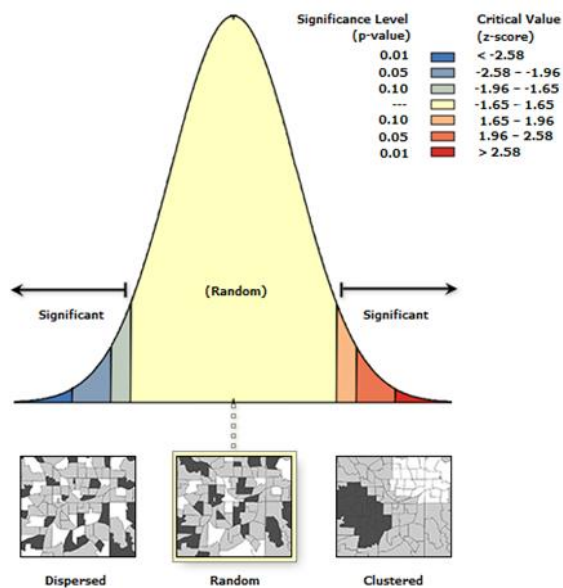 Significance Level Critical Value
(p-value) (z-score)
0.01 < -2.58
0.05 -2.58 – -1.96
0.10 -1.96 – -1.65
--- -1.65 – 1.65
0.10 1.65 – 1.96
0.05 1.96 – 2.58
0.01 > 2.58
(Random)
Significant Significant
Dispersed Random Clustered